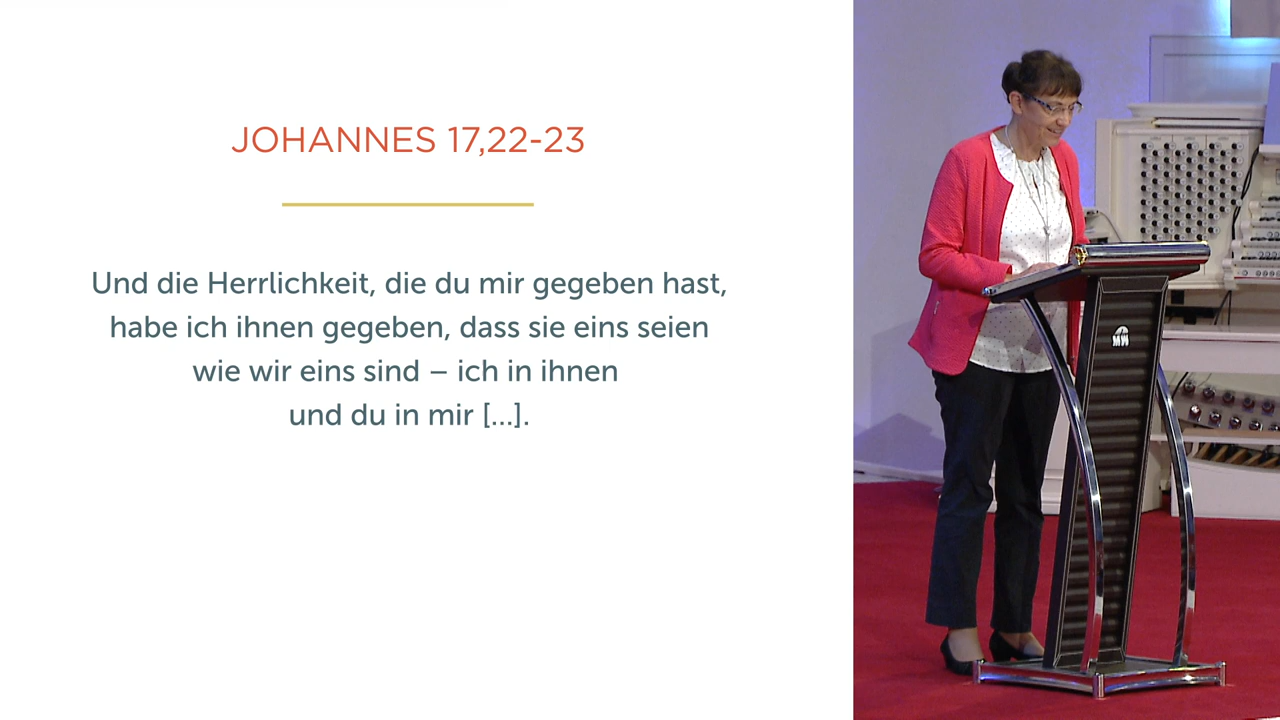 JOHANNES 17,22-23
Und die Herrlichkeit, die du mir gegeben hast,
habe ich ihnen gegeben, dass sie eins seien
wie wir eins sind – ich in ihnen
und du in mir [...].
MW